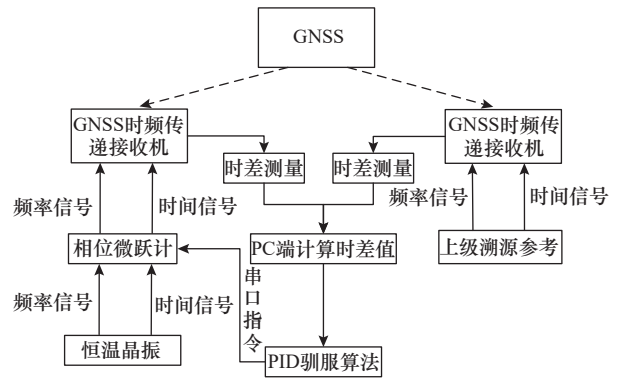 GNSS
GNSS时频传
递接收机
GNSS时频传
递接收机
时差测量
时差测量
频率信号
时间信号
频率信号
时间信号
相位微跃计
PC端计算时差值
上级溯源参考
频率信号
时间信号
串口指令
恒温晶振
PID驯服算法